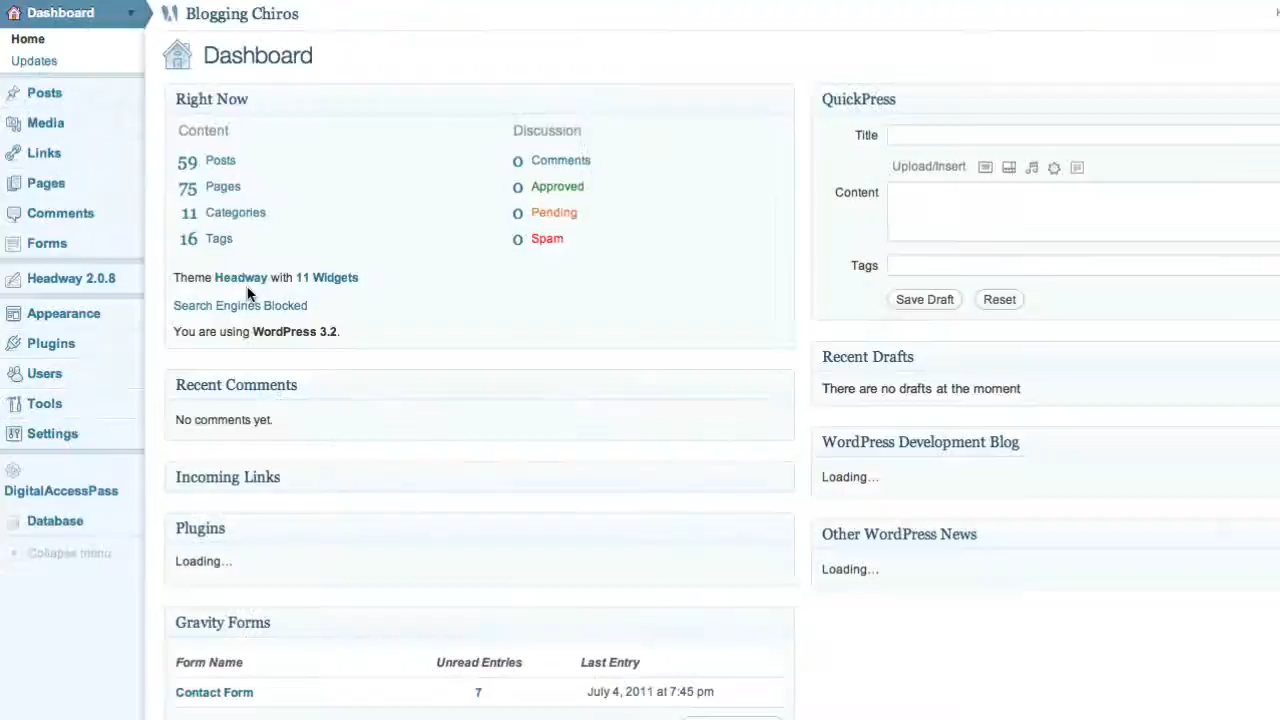 Dashboard
Home
Updates
Posts
Media
Links
Pages
Comments
Forms
Headway 2.0.8
Appearance
Plugins
Users
Tools
Settings
DigitalAccessPass
Database
Collapse menu
Blogging Chiros
Dashboard
Right Now
Content
59 Posts
75 Pages
11 Categories
16 Tags
Discussion
0 Comments
0 Approved
0 Pending
0 Spam
Theme Headway with 11 Widgets
Search Engines Blocked
You are using WordPress 3.2.
Recent Comments
No comments yet.
Incoming Links
Plugins
Loading...
Gravity Forms
Form Name Unread Entries Last Entry
Contact Form 7 July 4, 2011 at 7:45 pm
QuickPress
Title
Upload/Insert
Content
Tags
Save Draft Reset
Recent Drafts
There are no drafts at the moment
WordPress Development Blog
Loading...
Other WordPress News
Loading...